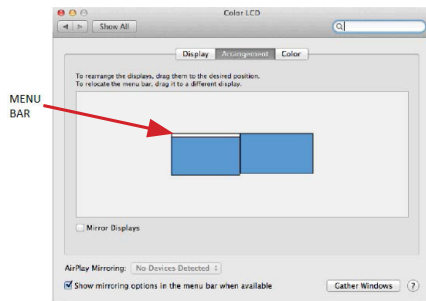 Color LCD
Show All
Display Arrangement Color
To rearrange the displays, drag them to the desired position.
To relocate the menu bar, drag it to a different display.
MENU
BAR
Mirror Displays
AirPlay Mirroring: No Devices Detected
Show mirroring options in the menu bar when available
Gather Windows ?